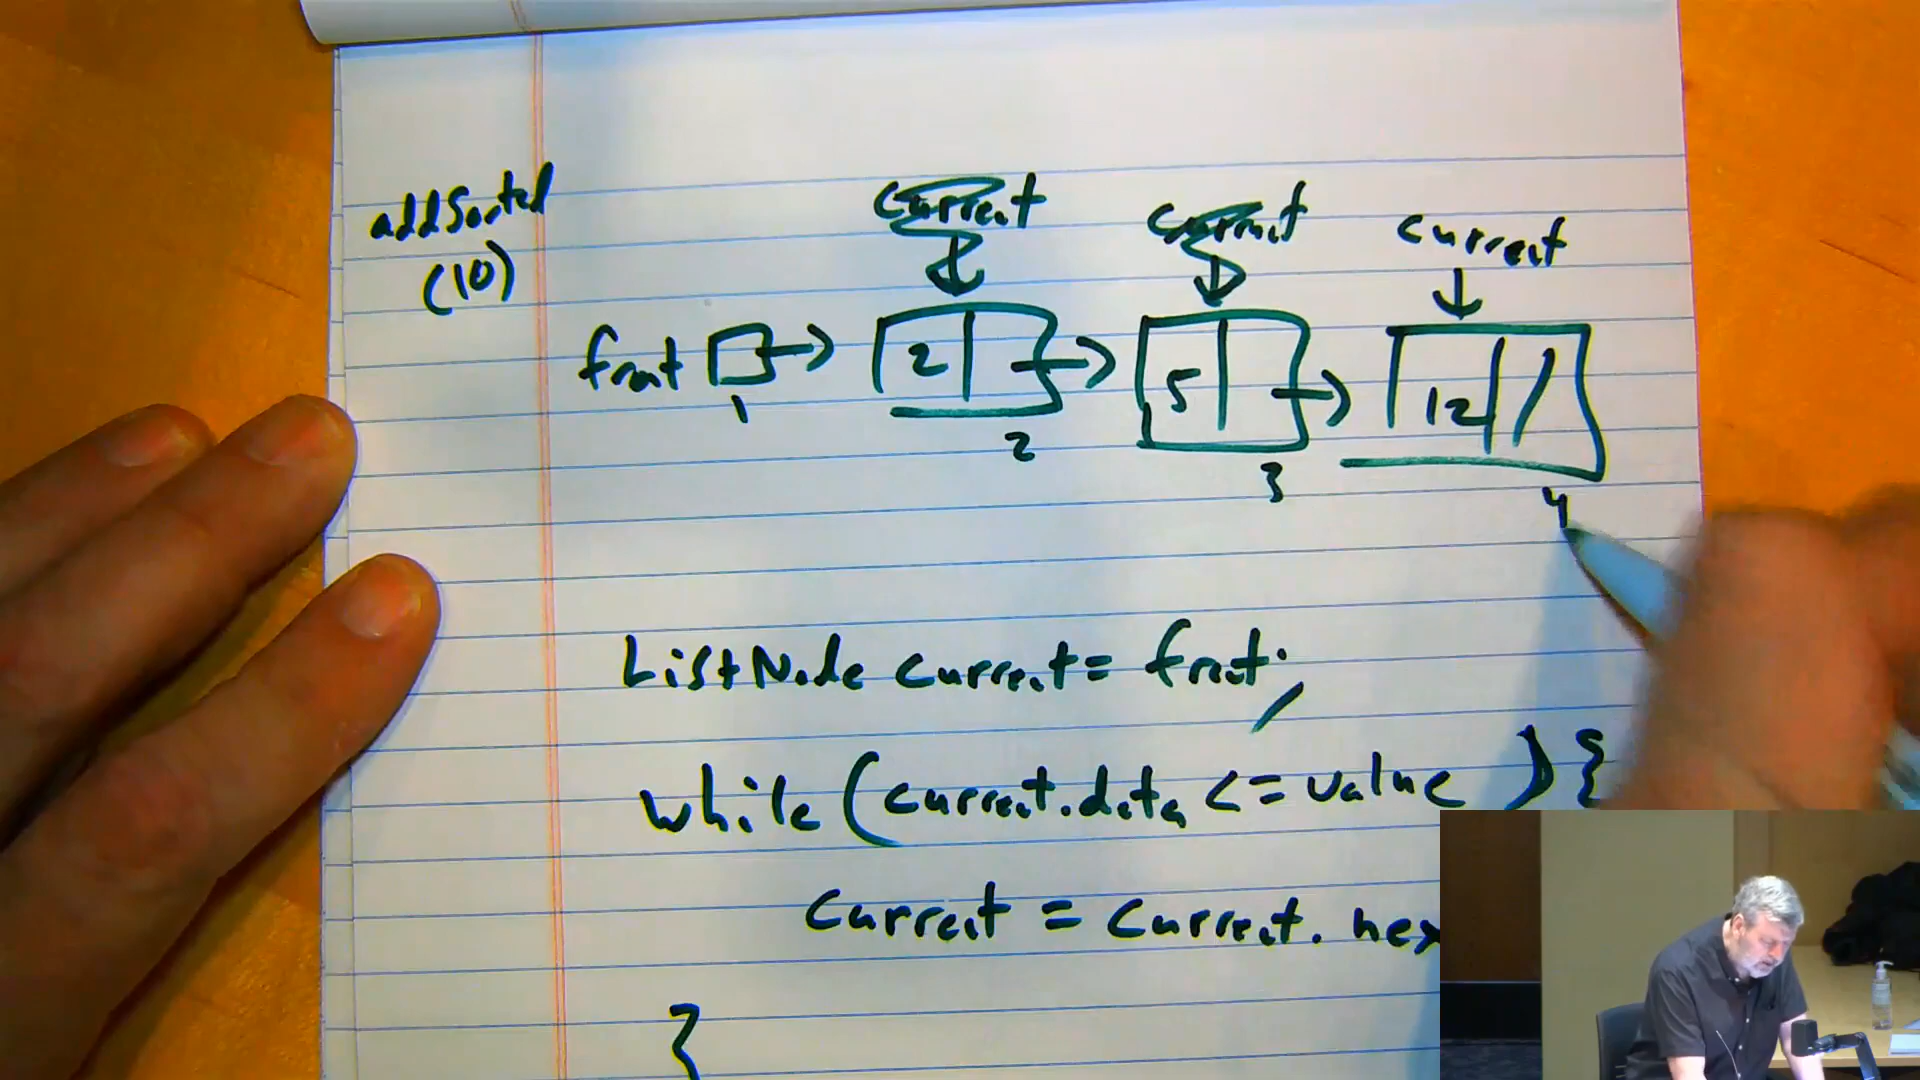 addSorted
(10)
current current current
front 2 5 12
1 2 3 4
ListNode current = front;
while (current.data <= value ) {
current = current. nex
}